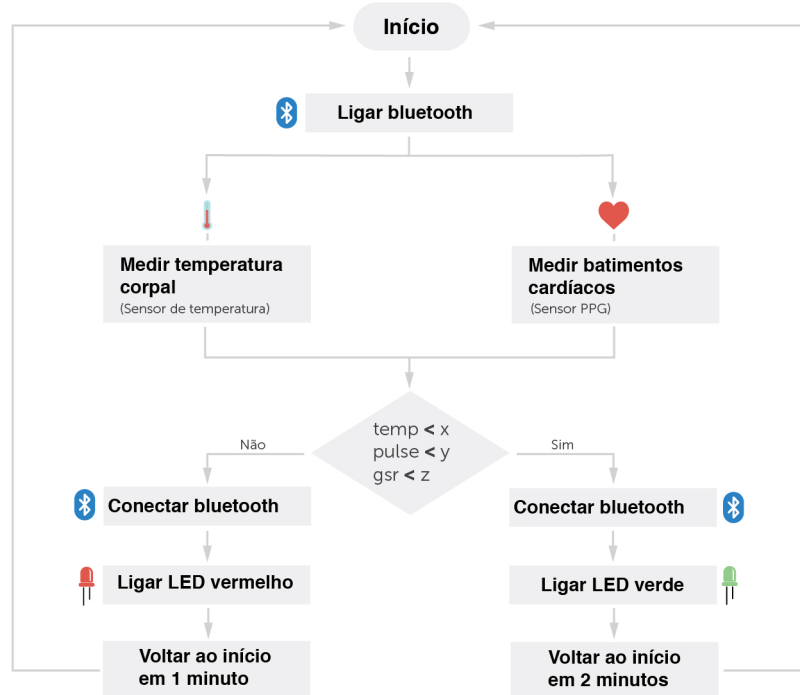 Início
Ligar bluetooth
Medir temperatura
corpal
(Sensor de temperatura)
Medir batimentos
cardíacos
(Sensor PPG)
temp < x
pulse < y
gsr < z
Não
Sim
Conectar bluetooth
Conectar bluetooth
Ligar LED vermelho
Ligar LED verde
Voltar ao início
em 1 minuto
Voltar ao início
em 2 minutos